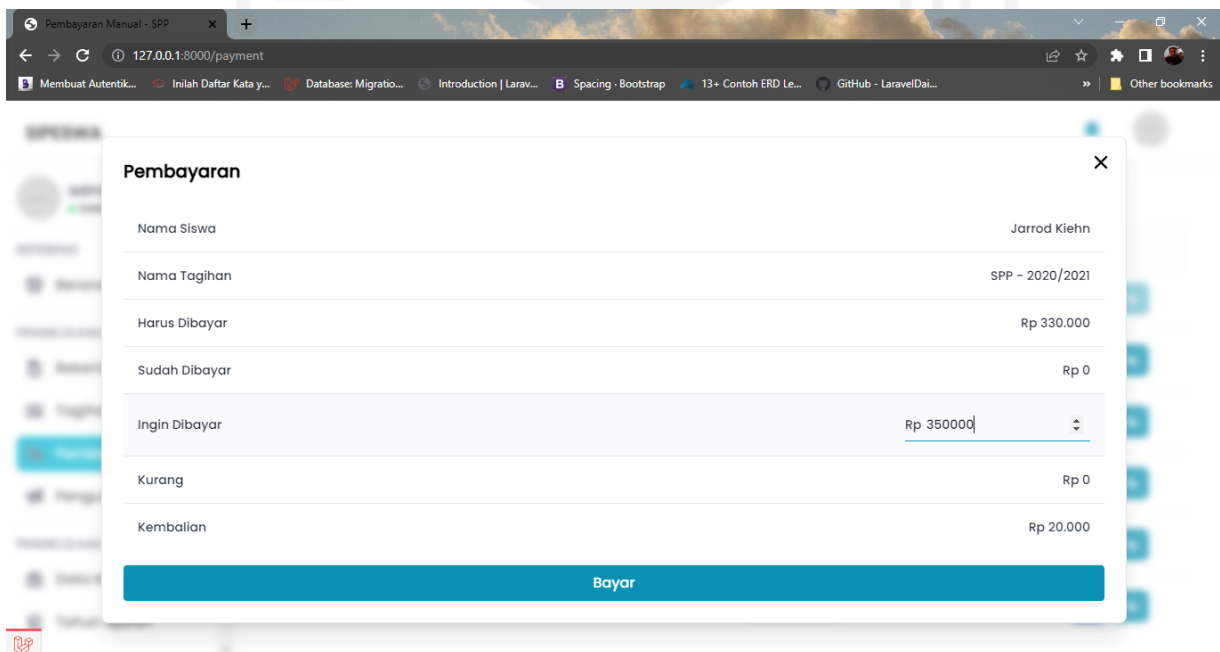 Pembayaran Manual - SPP
127.0.0.1:8000/payment
Membuat Autentik... Inilah Daftar Kata y... Database: Migratio... Introduction | Larav... Spacing · Bootstrap 13+ Contoh ERD Le... GitHub - LaravelDai... » Other bookmarks
SIPESWA
Pembayaran
Nama Siswa Jarrod Kiehn
Nama Tagihan SPP - 2020/2021
Harus Dibayar Rp 330.000
Sudah Dibayar Rp 0
Ingin Dibayar Rp 350000
Kurang Rp 0
Kembalian Rp 20.000
Bayar